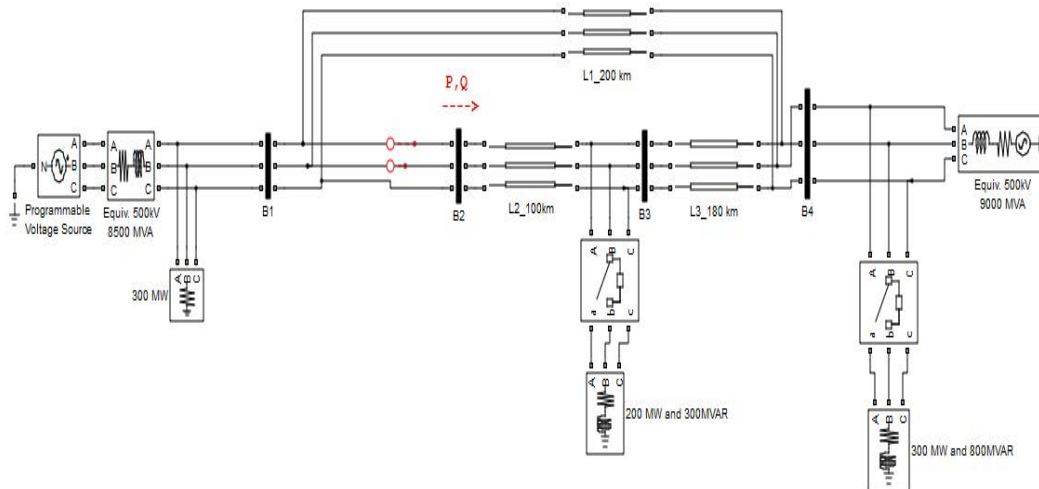 L1_200 km
P,Q
N
A
B
C
A
B
C
A
B
C
Programmable
Voltage Source
Equiv. 500kV
8500 MVA
B1
B2
L2_100km
B3
L3_180 km
B4
A
B
C
Equiv. 500kV
9000 MVA
A B C
300 MW
A B C
a b c
A B C
200 MW and 300MVAR
A B C
a b c
A B C
300 MW and 800MVAR